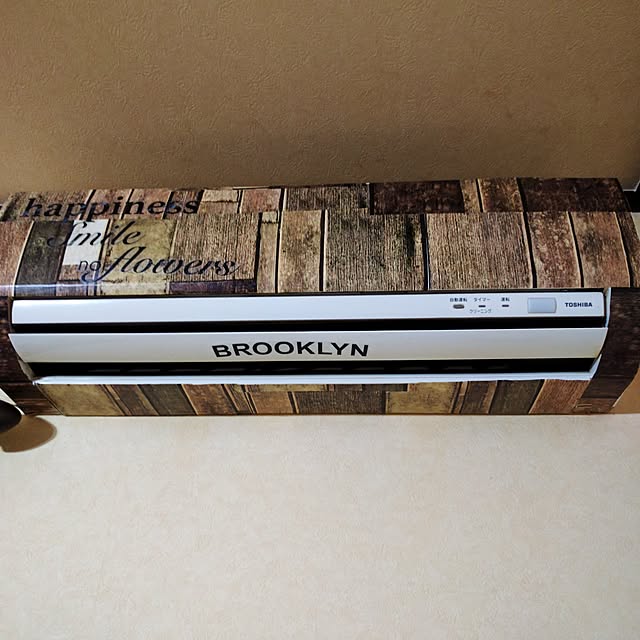 happiness
Smile
no flowers
自動運転 タイマー 運転
クリーニング
TOSHIBA
BROOKLYN